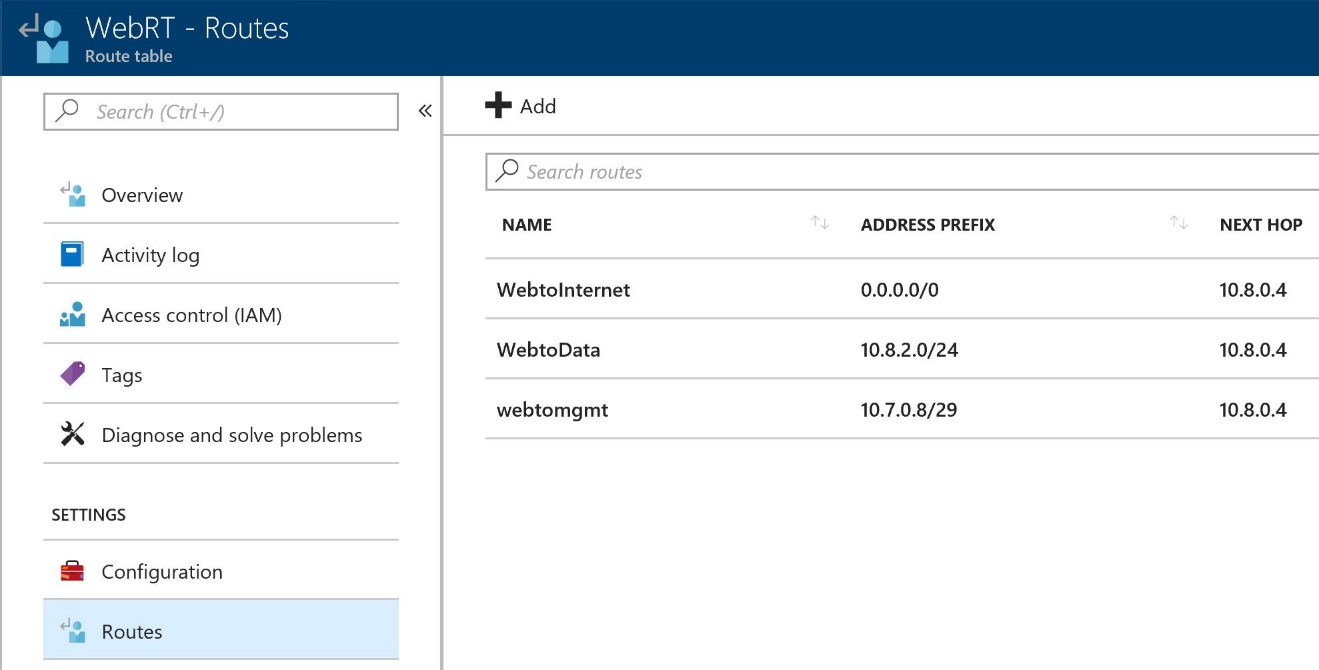 WebRT - Routes
Route table
Search (Ctrl+/)
«
Overview
Activity log
Access control (IAM)
Tags
Diagnose and solve problems
SETTINGS
Configuration
Routes
Add
Search routes
NAME ADDRESS PREFIX NEXT HOP
WebtoInternet 0.0.0.0/0 10.8.0.4
WebtoData 10.8.2.0/24 10.8.0.4
webtomgmt 10.7.0.8/29 10.8.0.4